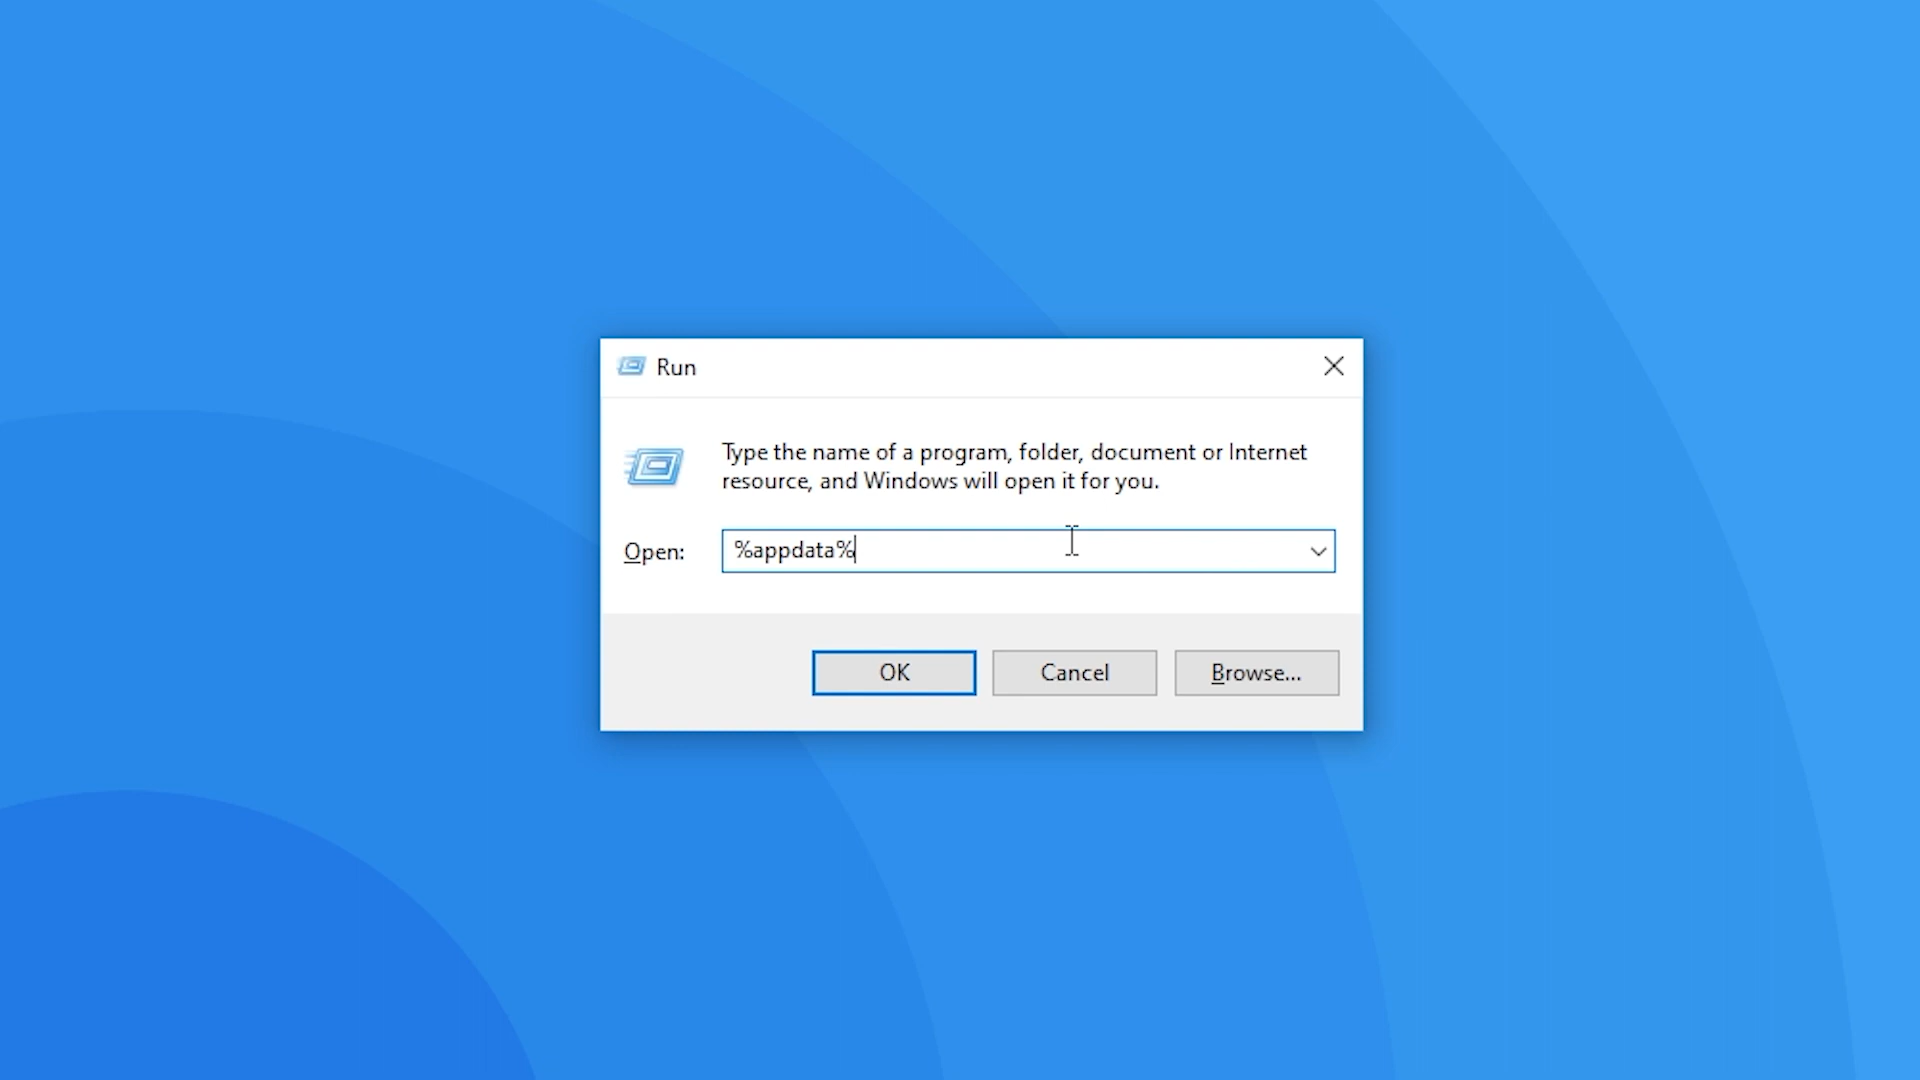 Run
Type the name of a program, folder, document or Internet
resource, and Windows will open it for you.
Open: %appdata%
OK Cancel Browse...